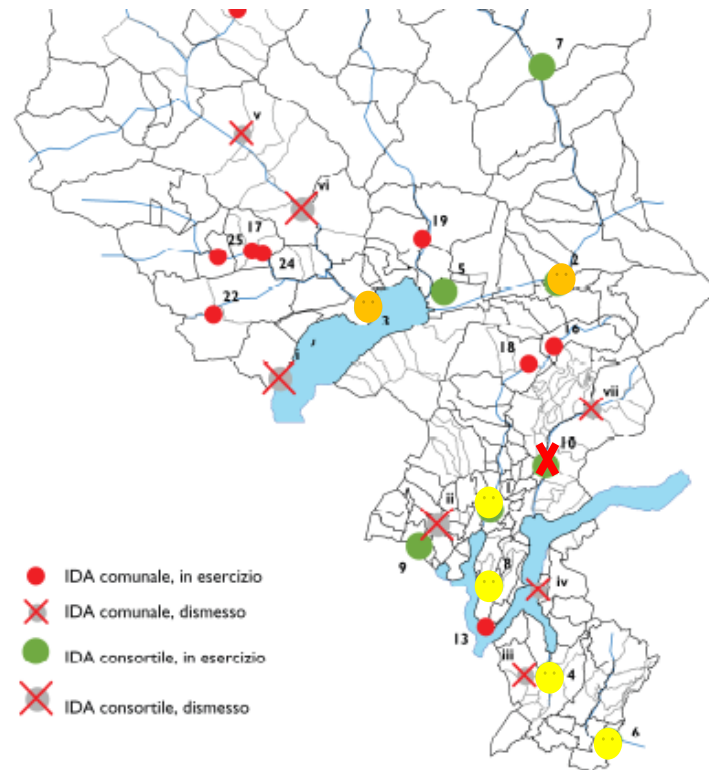 7
v
vi
19
17
25
24
5
2
22
3
16
i
18
vii
10
1
ii
9
8
iv
13
iii
4
6
IDA comunale, in esercizio
IDA comunale, dismesso
IDA consortile, in esercizio
IDA consortile, dismesso